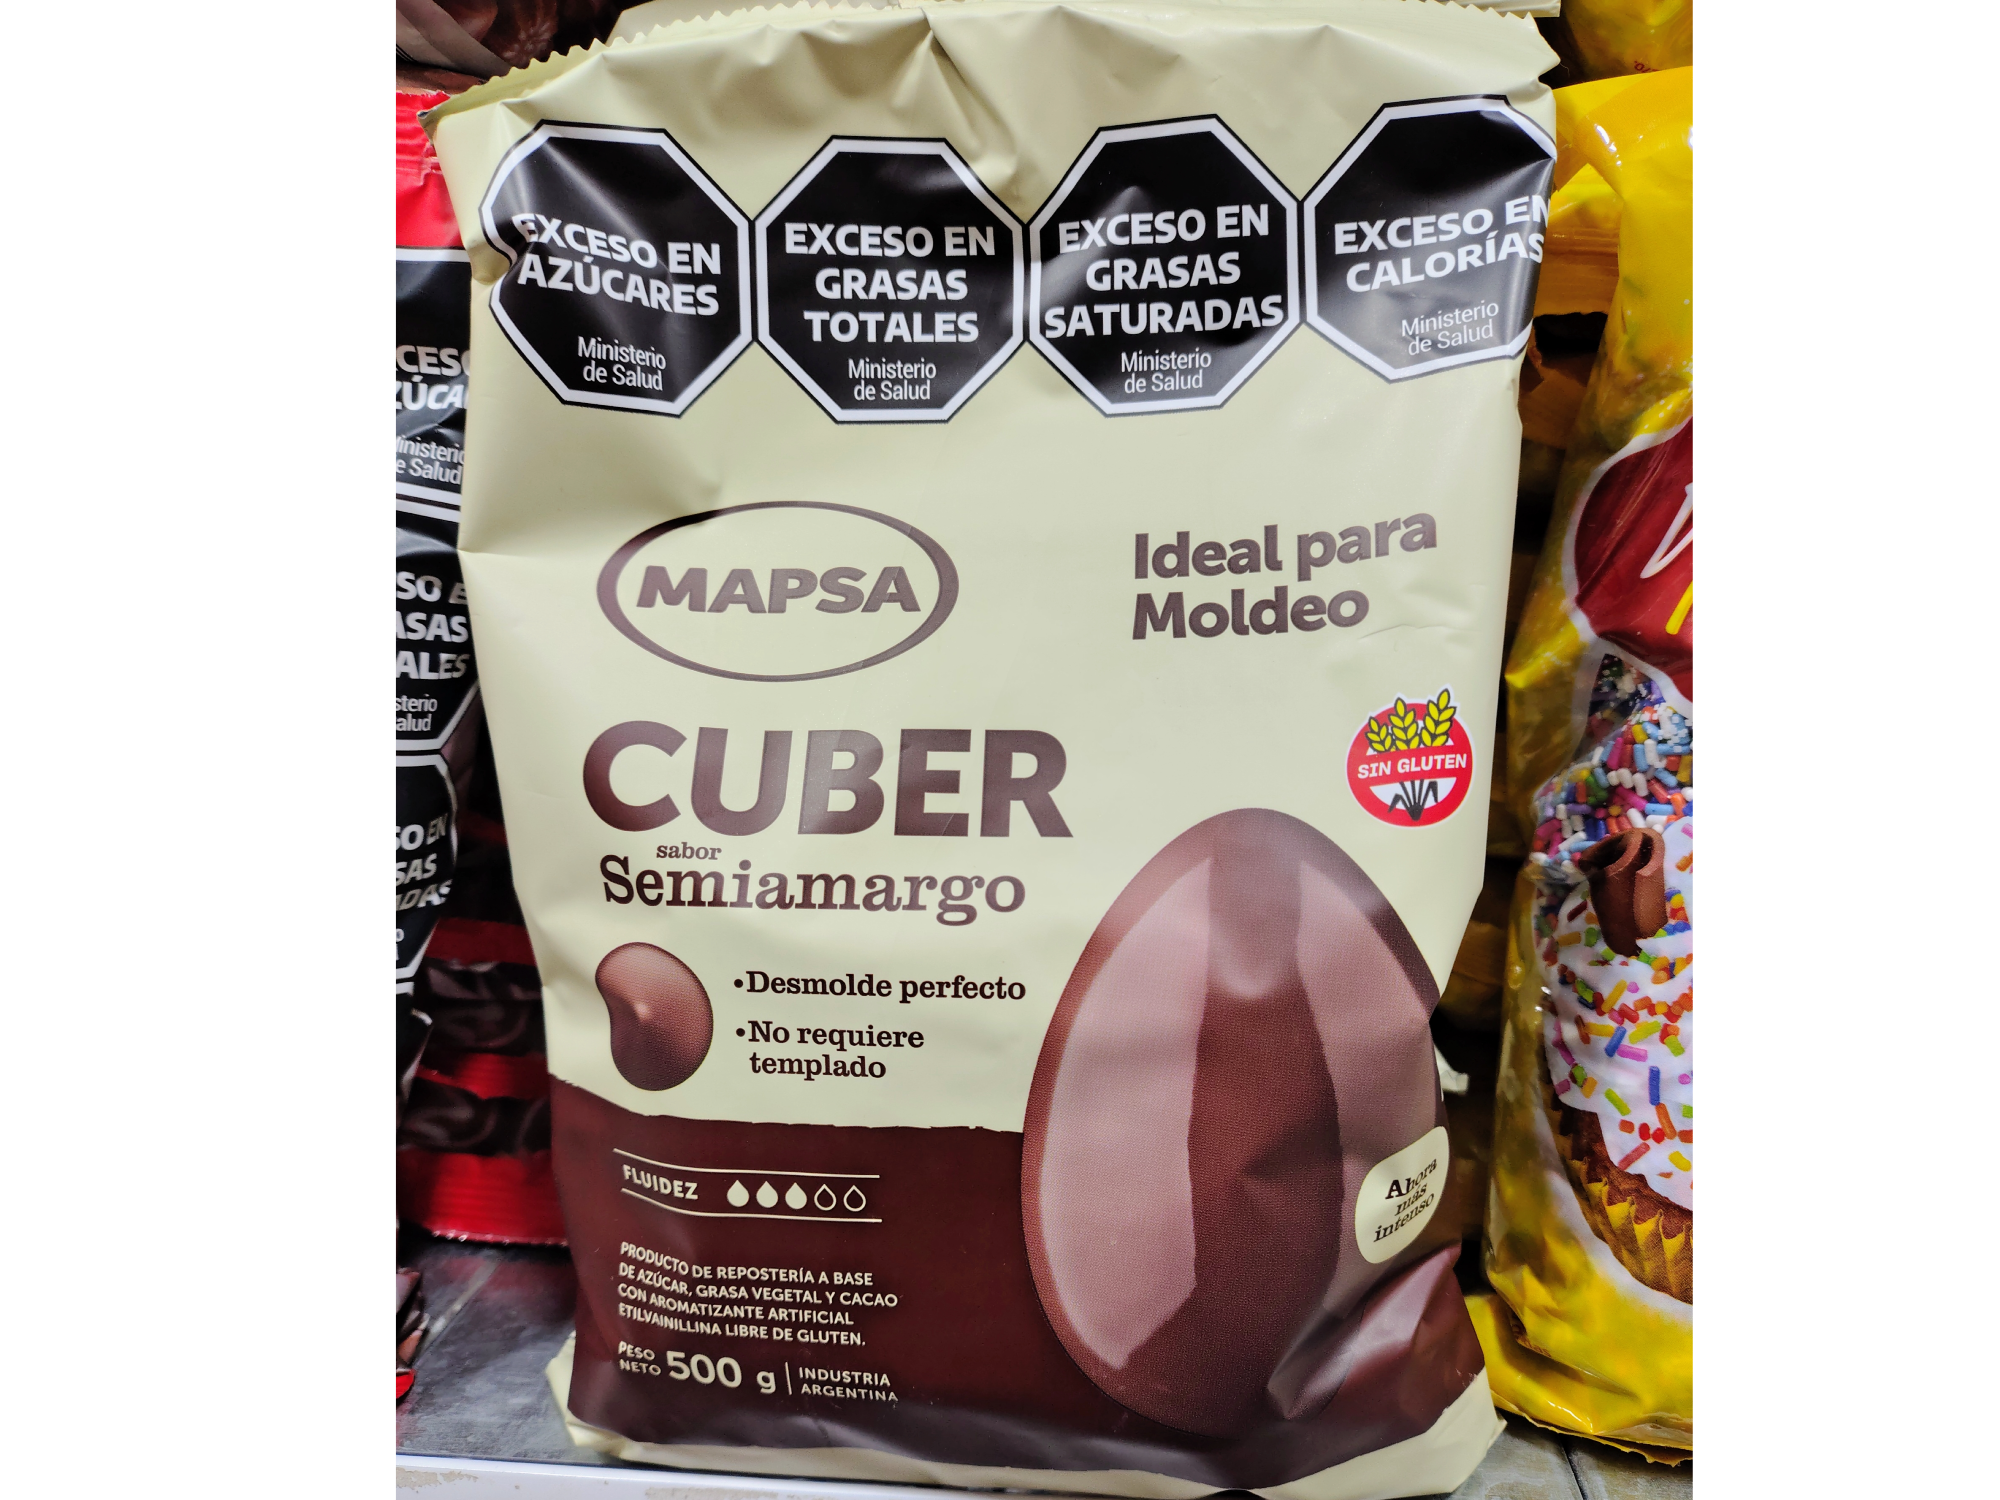 EXCESO EN
AZÚCARES
Ministerio
de Salud
EXCESO EN
GRASAS
TOTALES
Ministerio
de Salud
EXCESO EN
GRASAS
SATURADAS
Ministerio
de Salud
EXCESO EN
CALORÍAS
Ministerio
de Salud
MAPSA
Ideal para
Moldeo
SIN GLUTEN
CUBER
sabor
Semiamargo
•Desmolde perfecto
•No requiere
templado
Ahora
más
intenso
FLUIDEZ
PRODUCTO DE REPOSTERÍA A BASE
DE AZÚCAR, GRASA VEGETAL Y CACAO
CON AROMATIZANTE ARTIFICIAL
ETILVAINILLINA LIBRE DE GLUTEN.
PESO
NETO 500 g
INDUSTRIA
ARGENTINA